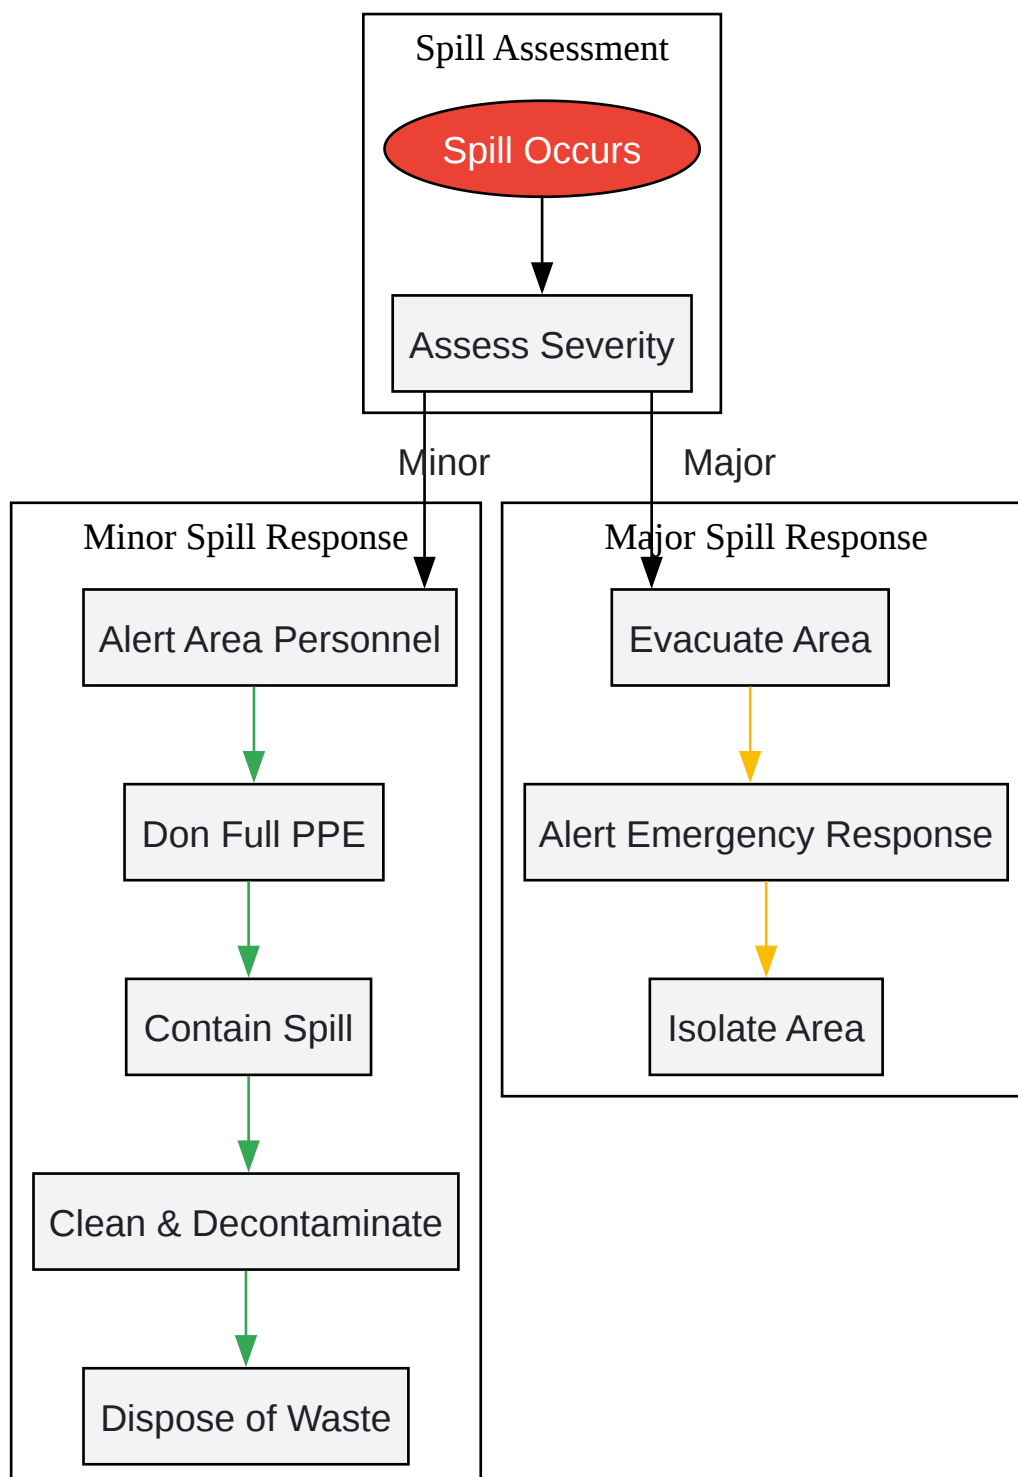 Spill Assessment
Spill Occurs
Assess Severity
Minor
Major
Minor Spill Response
Alert Area Personnel
Don Full PPE
Contain Spill
Clean & Decontaminate
Dispose of Waste
Major Spill Response
Evacuate Area
Alert Emergency Response
Isolate Area